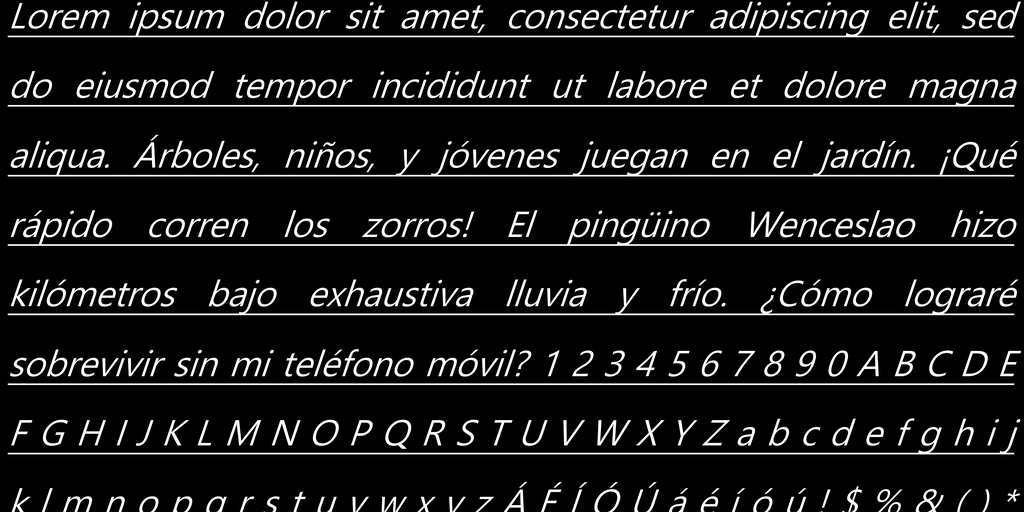 Lorem ipsum dolor sit amet, consectetur adipiscing elit, sed
do eiusmod tempor incididunt ut labore et dolore magna
aliqua. Árboles, niños, y jóvenes juegan en el jardín. ¡Qué
rápido corren los zorros! El pingüino Wenceslao hizo
kilómetros bajo exhaustiva lluvia y frío. ¿Cómo lograré
sobrevivir sin mi teléfono móvil? 1 2 3 4 5 6 7 8 9 0 A B C D E
F G H I J K L M N O P Q R S T U V W X Y Z a b c d e f g h i j
k l m n o p q r s t u v w x y z Á É Í Ó Ú á é í ó ú ! $ % & ( ) *